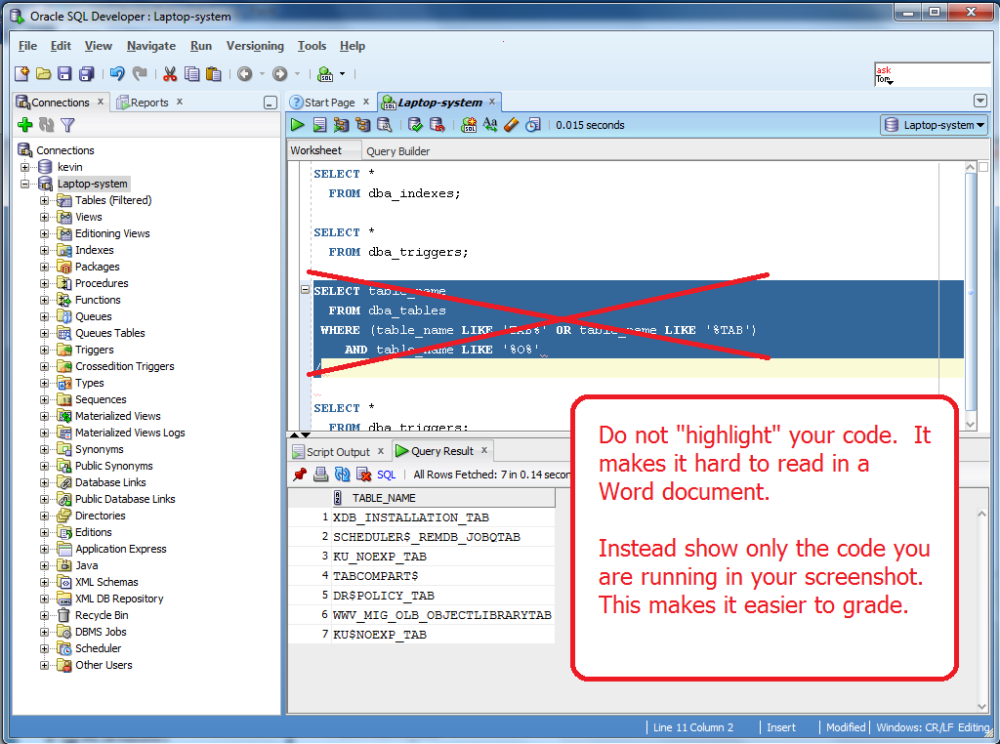 Oracle SQL Developer : Laptop-system
File Edit View Navigate Run Versioning Tools Help
ask
Tom
Connections x Reports x
Start Page x Laptop-system x
0.015 seconds
Laptop-system
Worksheet Query Builder
Connections
kevin
Laptop-system
Tables (Filtered)
Views
Editioning Views
Indexes
Packages
Procedures
Functions
Queues
Queues Tables
Triggers
Crossedition Triggers
Types
Sequences
Materialized Views
Materialized Views Logs
Synonyms
Public Synonyms
Database Links
Public Database Links
Directories
Editions
Application Express
Java
XML Schemas
XML DB Repository
Recycle Bin
DBMS Jobs
Scheduler
Other Users
SELECT *
FROM dba_indexes;
SELECT *
FROM dba_triggers;
SELECT table_name
FROM dba_tables
WHERE (table_name LIKE 'TAB%' OR table_name LIKE '%TAB')
AND table_name LIKE '%O%'
/
SELECT *
FROM dba_triggers;
Script Output x Query Result x
SQL | All Rows Fetched: 7 in 0.14 secon
TABLE_NAME
1 XDB_INSTALLATION_TAB
2 SCHEDULER$_REMDB_JOBQTAB
3 KU_NOEXP_TAB
4 TABCOMPART$
5 DR$POLICY_TAB
6 WWV_MIG_OLB_OBJECTLIBRARYTAB
7 KU$NOEXP_TAB
Do not "highlight" your code. It
makes it hard to read in a
Word document.
Instead show only the code you
are running in your screenshot.
This makes it easier to grade.
Line 11 Column 2 | Insert | Modified | Windows: CR/LF Editing